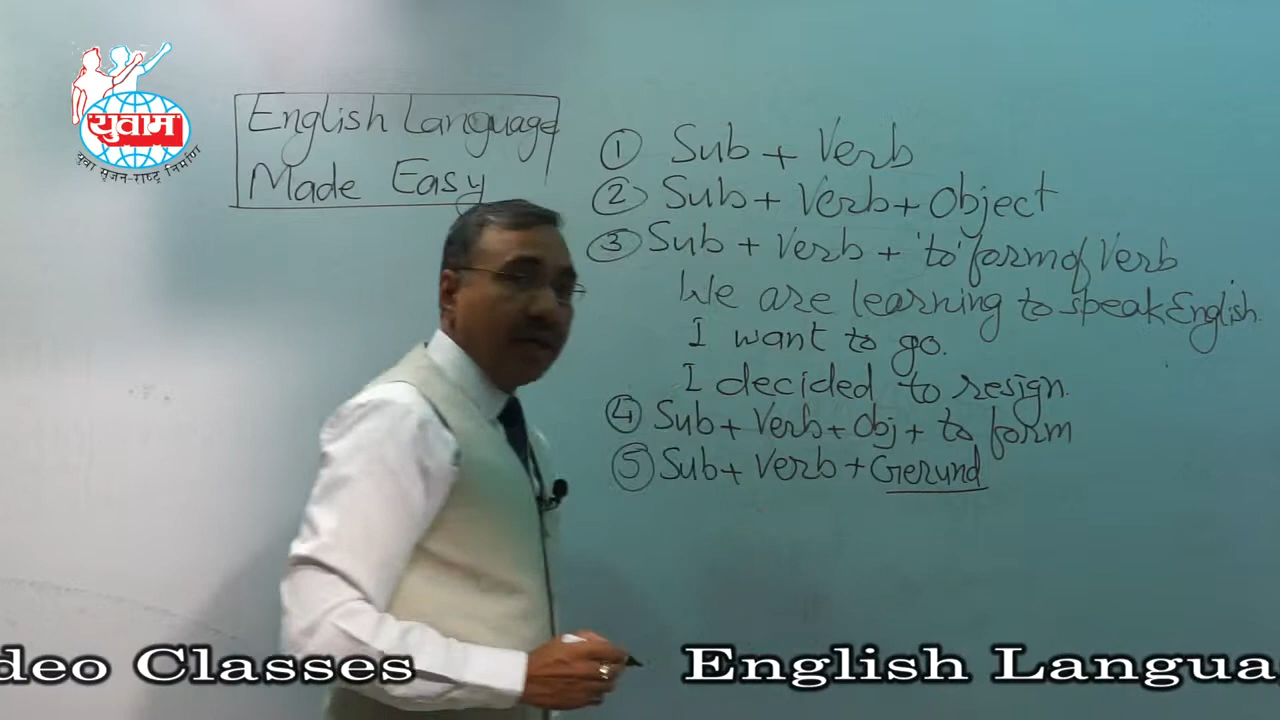 युवाम
युवा सृजन-राष्ट्र निर्माण
English Language
Made Easy
① Sub + Verb
② Sub + Verb + Object
③ Sub + Verb + 'to' form of Verb
We are learning to speak English.
I want to go.
I decided to resign.
④ Sub + Verb + Obj + to form
⑤ Sub + Verb + Gerund
deo Classes English Langua